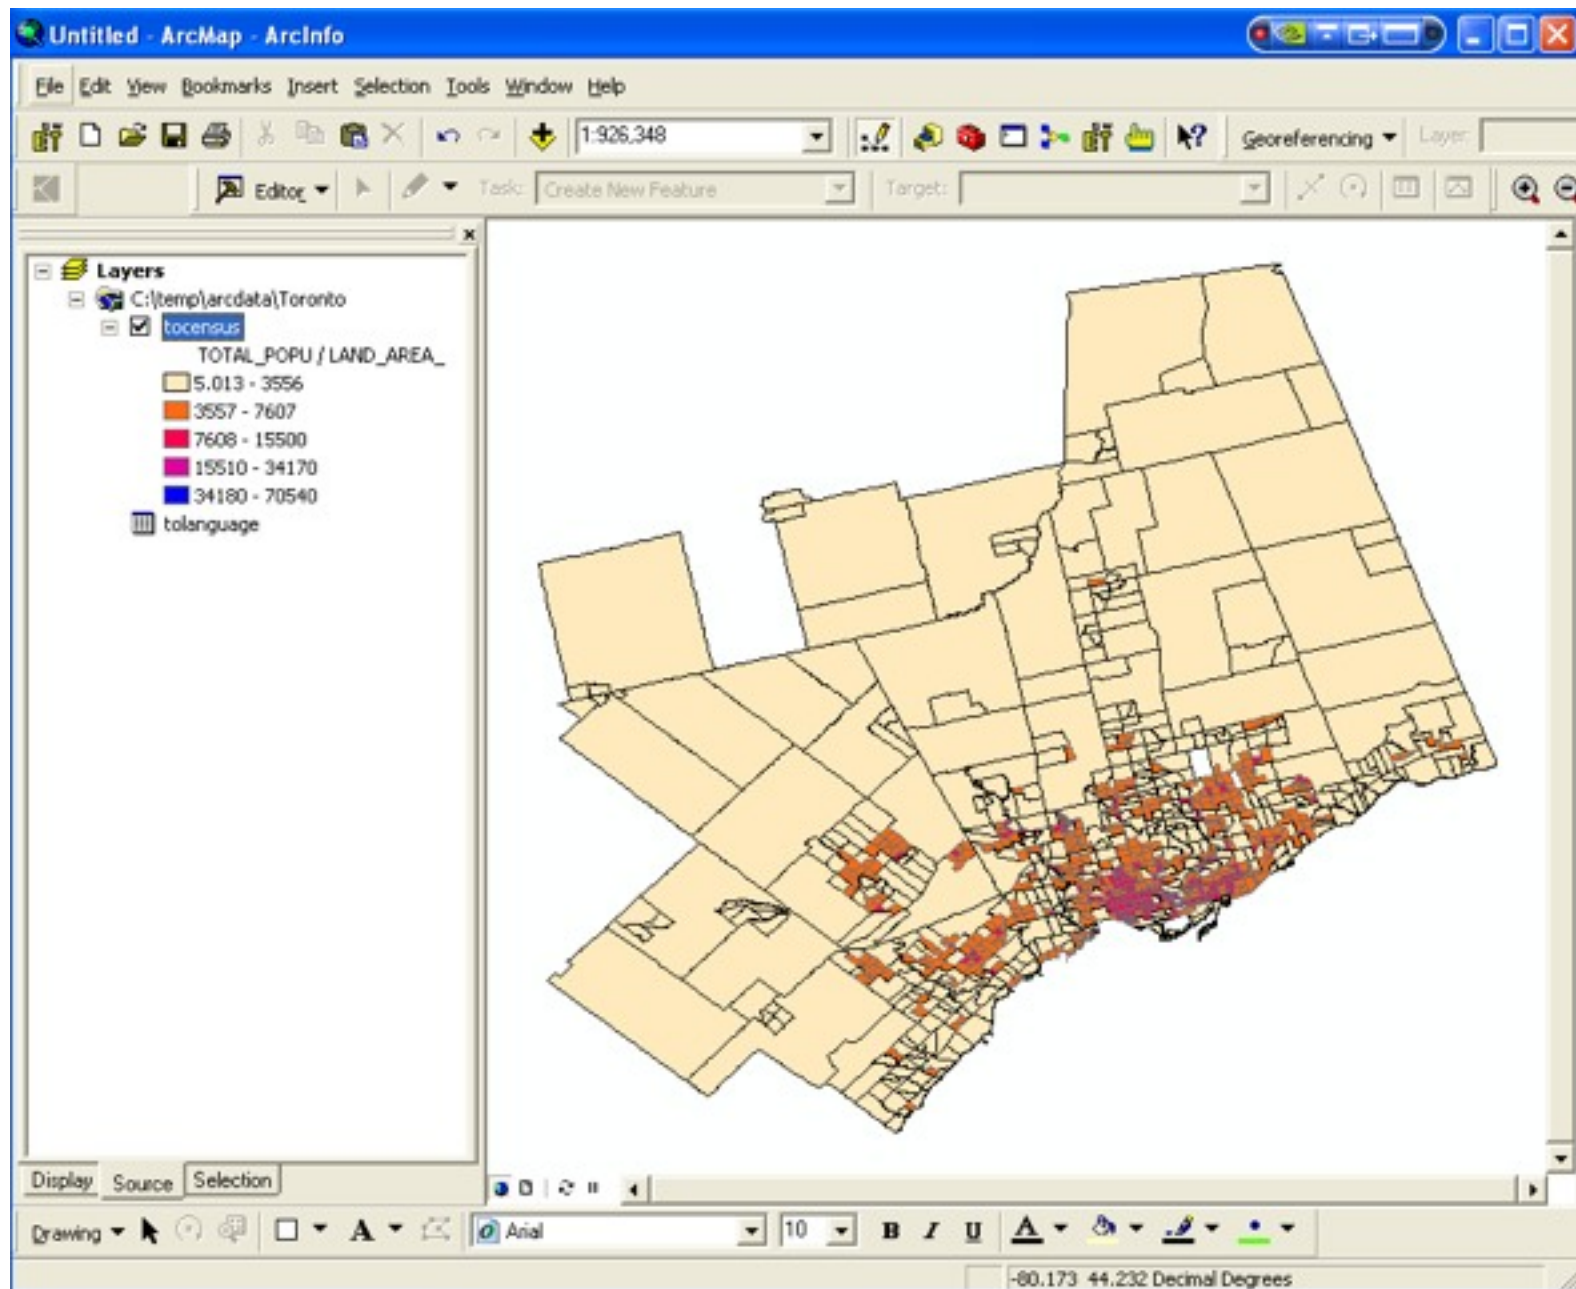 Untitled - ArcMap - ArcInfo
File Edit View Bookmarks Insert Selection Tools Window Help
1:926,348 Georeferencing Layer:
Editor Task: Create New Feature Target:
Layers
C:\temp\arcdata\Toronto
tocensus
TOTAL_POPU / LAND_AREA_
5.013 - 3556
3557 - 7607
7608 - 15500
15510 - 34170
34180 - 70540
tolanguage
Display Source Selection
Drawing A Arial 10 B I U A
-80.173 44.232 Decimal Degrees